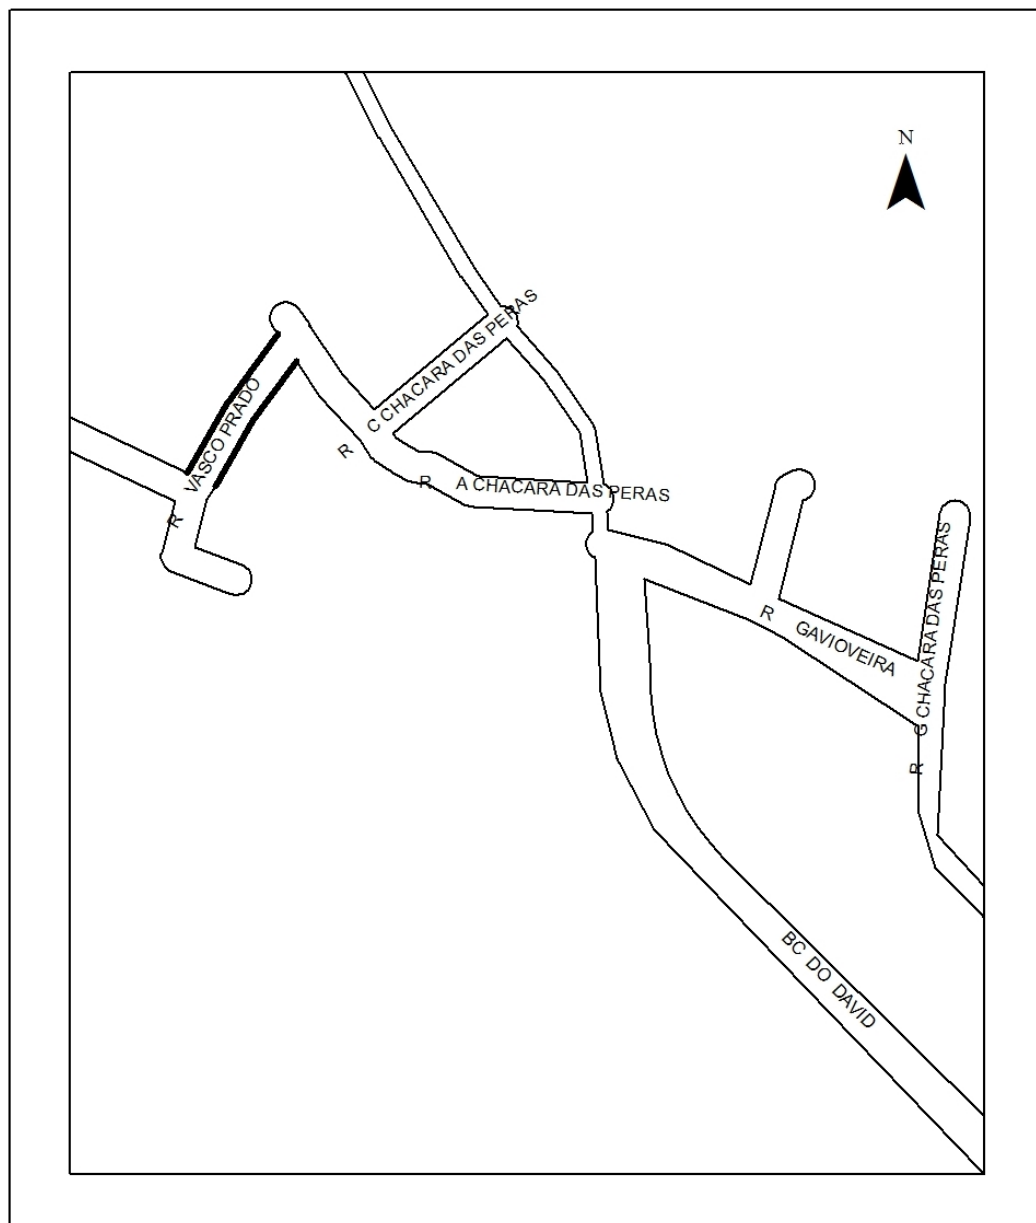 N
R C CHACARA DAS PERAS
R VASCO PRADO
R A CHACARA DAS PERAS
R GAVIOVEIRA
R G CHACARA DAS PERAS
BC DO DAVID